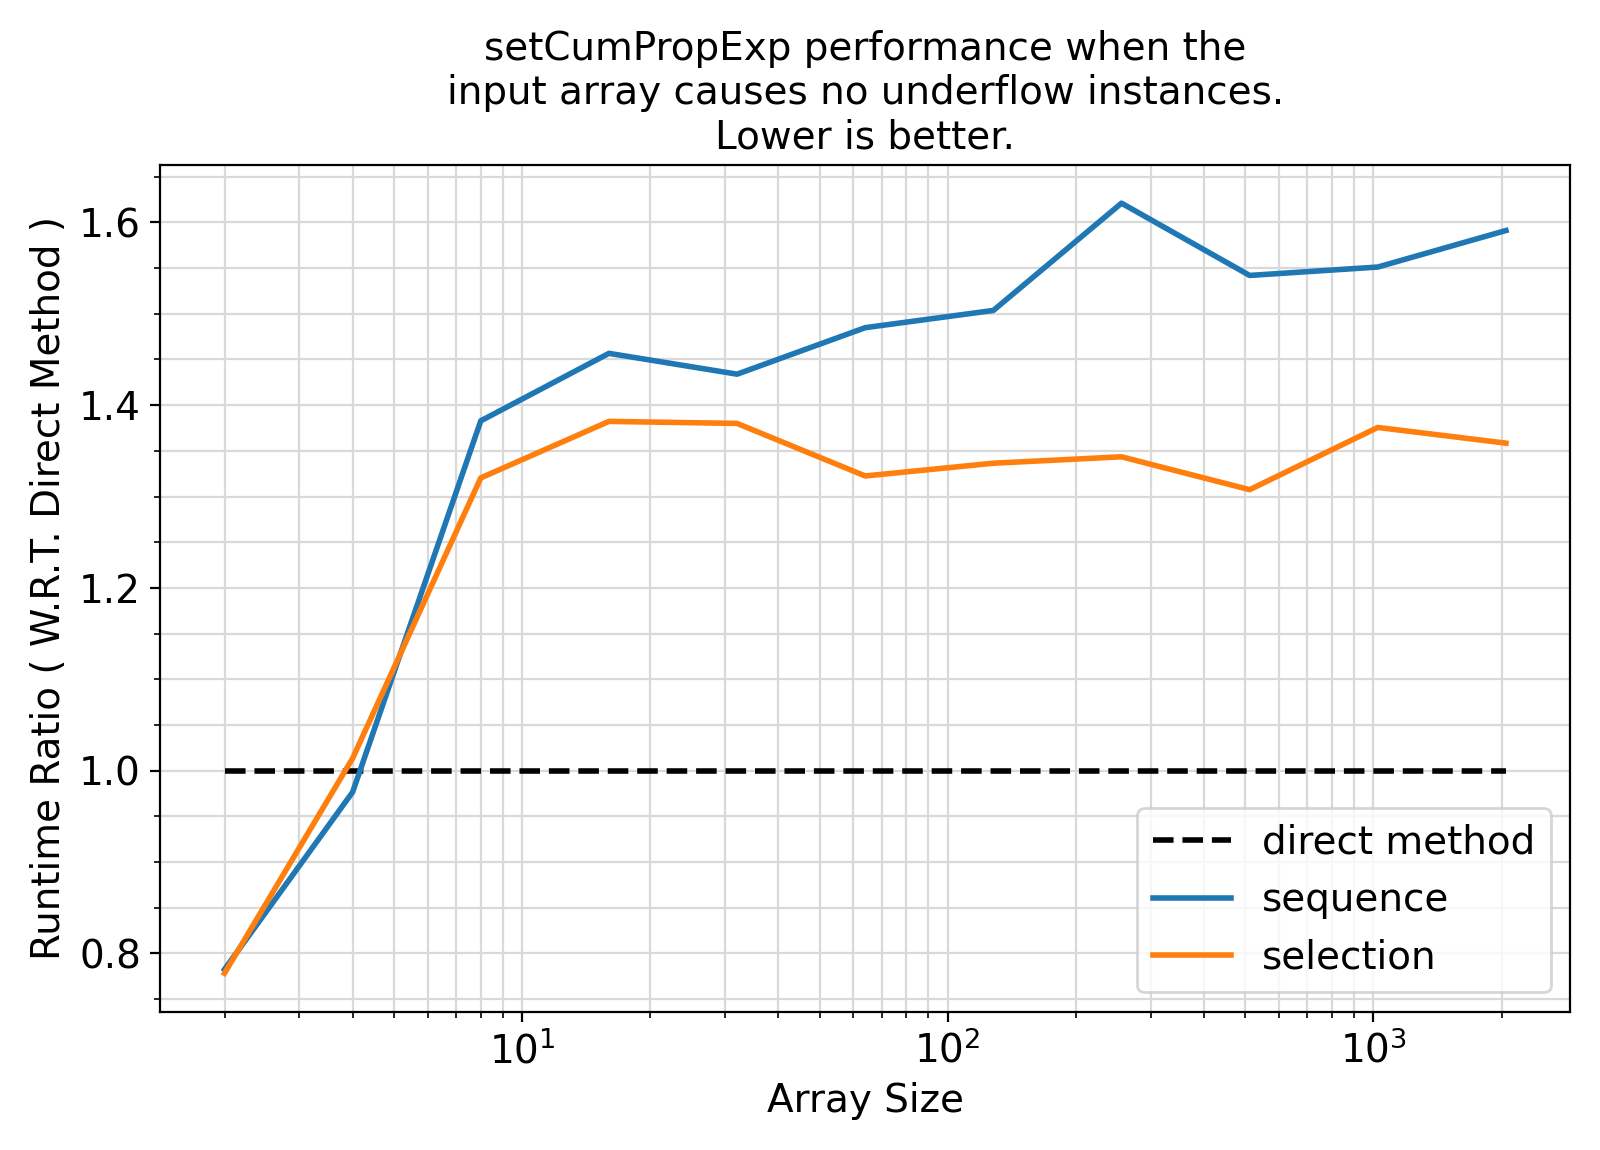 setCumPropExp performance when the
input array causes no underflow instances.
Lower is better.
Runtime Ratio ( W.R.T. Direct Method )
1.6
1.4
1.2
1.0
0.8
direct method
sequence
selection
10¹ 10² 10³
Array Size